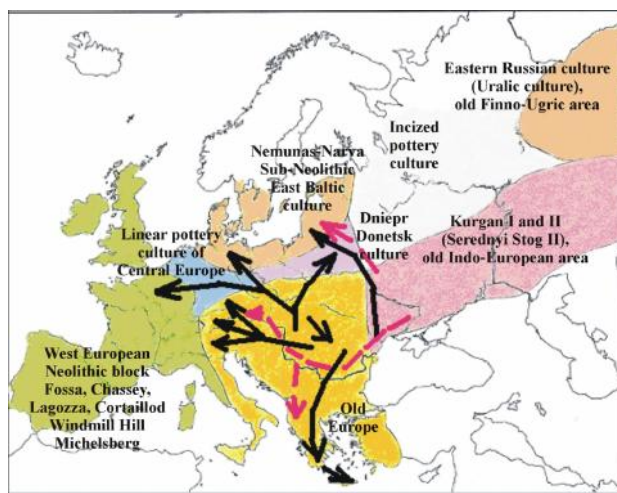 Eastern Russian culture
(Uralic culture),
old Finno-Ugric area
Incized
pottery
culture
Nemunas-Narva
Sub-Neolithic
East Baltic
culture
Dniepr
Donetsk
culture
Kurgan I and II
(Serednyi Stog II),
old Indo-European area
Linear pottery
culture of
Central Europe
West European
Neolithic block
Fossa, Chassey,
Lagozza, Cortaillod
Windmill Hill
Michelsberg
Old
Europe